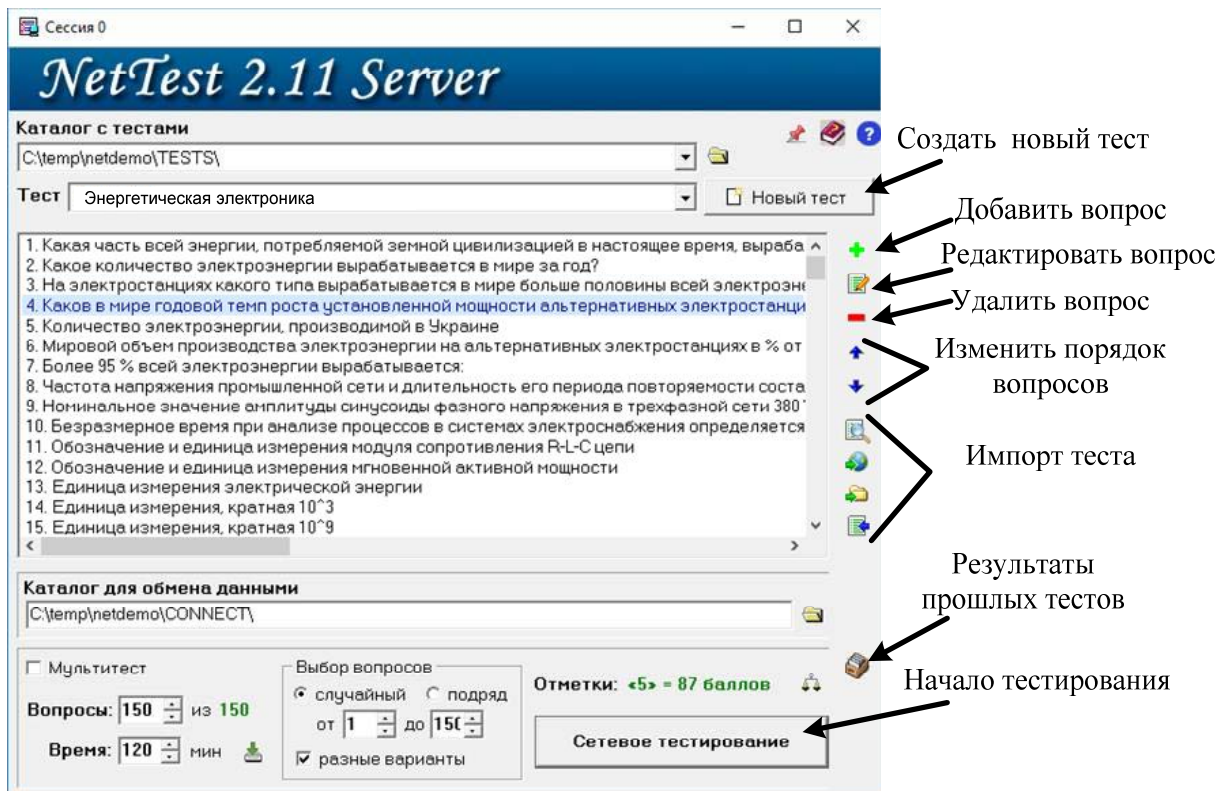 Сессия 0
NetTest 2.11 Server
Каталог с тестами
C:\temp\netdemo\TESTS\
Тест Энергетическая электроника
Новый тест
1. Какая часть всей энергии, потребляемой земной цивилизацией в настоящее время, выраба
2. Какое количество электроэнергии вырабатывается в мире за год?
3. На электростанциях какого типа вырабатывается в мире больше половины всей электроэне
4. Каков в мире годовой темп роста установленной мощности альтернативных электростанци
5. Количество электроэнергии, производимой в Украине
6. Мировой объем производства электроэнергии на альтернативных электростанциях в % от
7. Более 95 % всей электроэнергии вырабатывается:
8. Частота напряжения промышленной сети и длительность его периода повторяемости соста
9. Номинальное значение амплитуды синусоиды фазного напряжения в трехфазной сети 380
10. Безразмерное время при анализе процессов в системах электроснабжения определяется
11. Обозначение и единица измерения модуля сопротивления R-L-C цепи
12. Обозначение и единица измерения мгновенной активной мощности
13. Единица измерения электрической энергии
14. Единица измерения, кратная 10^3
15. Единица измерения, кратная 10^9
Каталог для обмена данными
C:\temp\netdemo\CONNECT\
Мультитест
Вопросы: 150 из 150
Время: 120 мин
Выбор вопросов
случайный подряд
от 1 до 150
разные варианты
Отметки: «5» = 87 баллов
Сетевое тестирование
Создать новый тест
Добавить вопрос
Редактировать вопрос
Удалить вопрос
Изменить порядок
вопросов
Импорт теста
Результаты
прошлых тестов
Начало тестирования